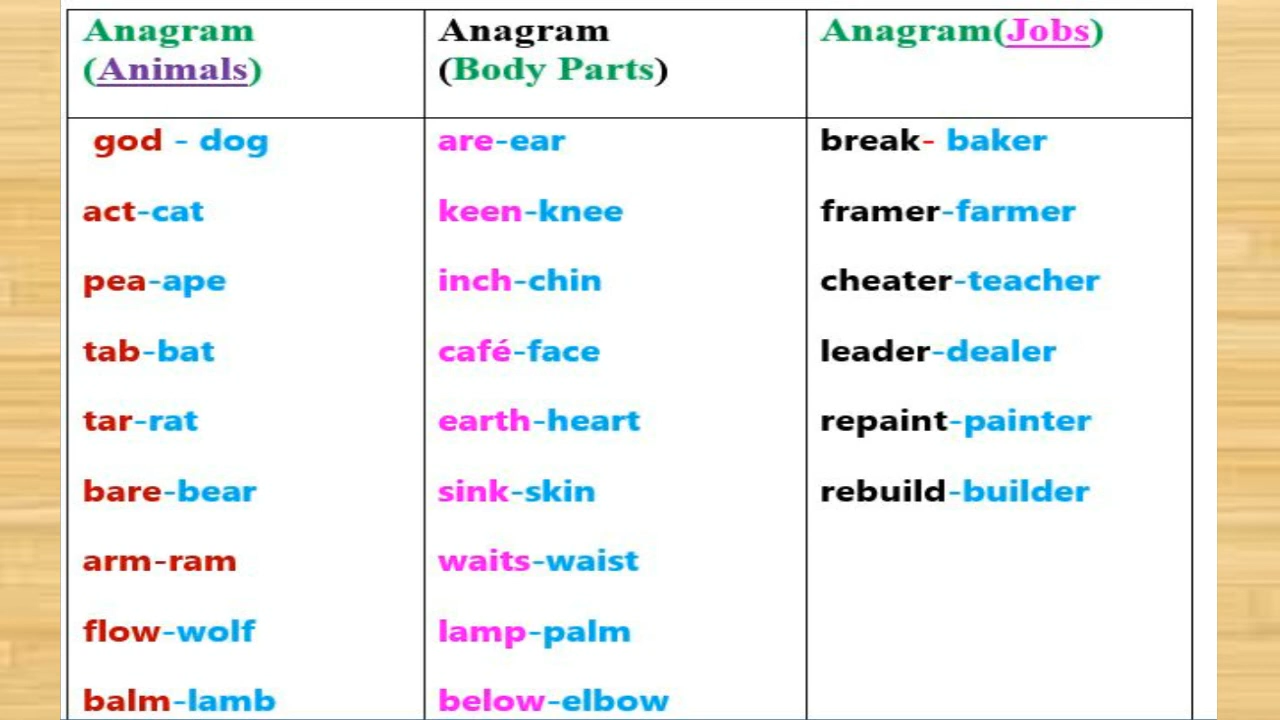 Anagram
(Animals)
Anagram
(Body Parts)
Anagram(Jobs)
god - dog
are-ear
break- baker
act-cat
keen-knee
framer-farmer
pea-ape
inch-chin
cheater-teacher
tab-bat
café-face
leader-dealer
tar-rat
earth-heart
repaint-painter
bare-bear
sink-skin
rebuild-builder
arm-ram
waits-waist
flow-wolf
lamp-palm
balm-lamb
below-elbow